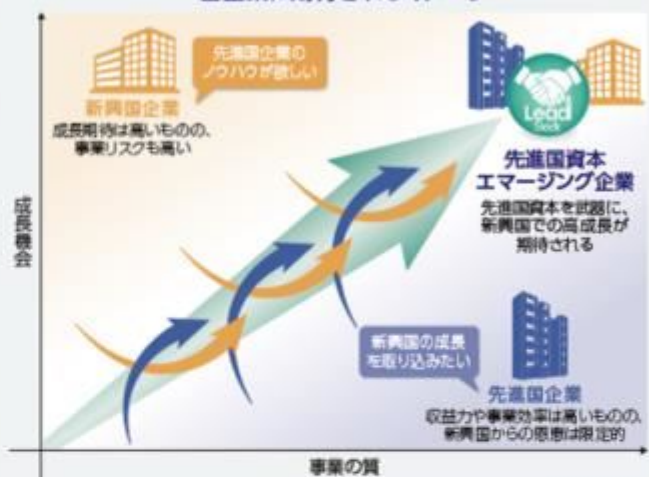 先進国企業の
ノウハウが欲しい
新興国企業
成長期待は高いものの、
事業リスクも高い
Lead
Stock
先進国資本
エマージング企業
先進国資本を武器に、
新興国での高成長が
期待される
成長機会
新興国の成長
を取り込みたい
先進国企業
収益力や事業効率は高いものの、
新興国からの恩恵は限定的
事業の質